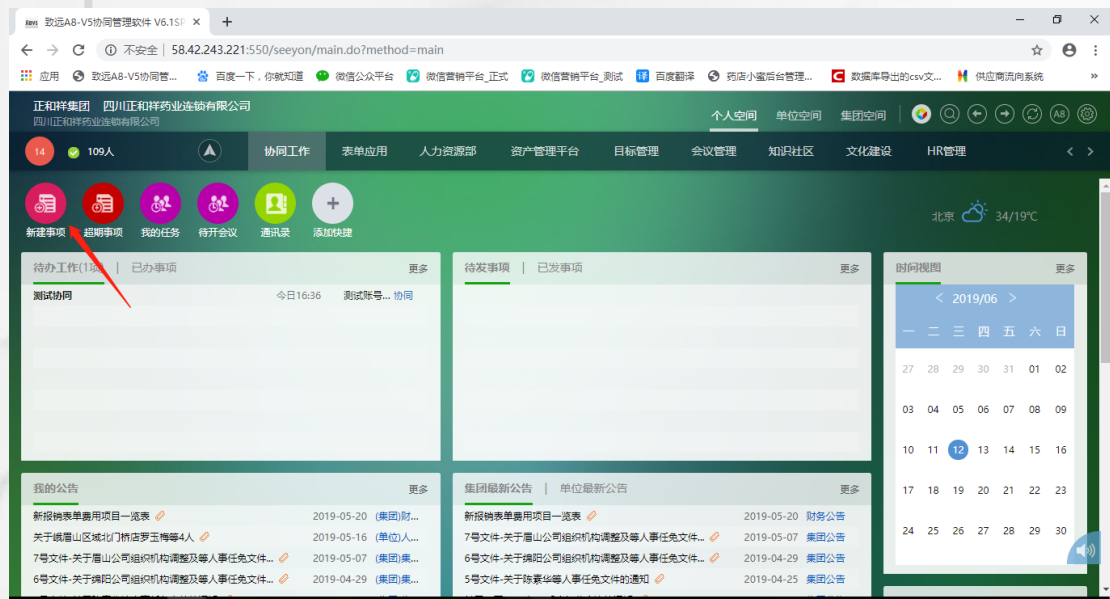 致远A8-V5协同管理软件 V6.1SP
不安全 58.42.243.221:550/seeyon/main.do?method=main
应用 致远A8-V5协同管... 百度一下，你就知道 微信公众平台 微信营销平台_正式 微信营销平台_测试 译 百度翻译 药店小蜜后台管理... 数据库导出的csv文... 供应商流向系统 »
正和祥集团 四川正和祥药业连锁有限公司
四川正和祥药业连锁有限公司
个人空间 单位空间 集团空间 A8
14 109人 协同工作 表单应用 人力资源部 资产管理平台 目标管理 会议管理 知识社区 文化建设 HR管理
新建事项 超期事项 我的任务 待开会议 通讯录 添加快捷
北京 34/19℃
待办工作(1项) 已办事项 更多
测试协同 今日16:36 测试账号... 协同
待发事项 已发事项 更多
时间视图 更多
< 2019/06 >
一 二 三 四 五 六 日
27 28 29 30 31 01 02
03 04 05 06 07 08 09
10 11 12 13 14 15 16
17 18 19 20 21 22 23
24 25 26 27 28 29 30
我的公告 更多
新报销表单费用项目一览表 2019-05-20 (集团)财...
关于峨眉山区域北门桥店罗玉梅等4人 2019-05-16 (单位)人...
7号文件-关于眉山公司组织机构调整及等人事任免文件... 2019-05-07 (集团)集...
6号文件-关于绵阳公司组织机构调整及等人事任免文件... 2019-04-29 (集团)集...
集团最新公告 单位最新公告 更多
新报销表单费用项目一览表 2019-05-20 财务公告
7号文件-关于眉山公司组织机构调整及等人事任免文件... 2019-05-07 集团公告
6号文件-关于绵阳公司组织机构调整及等人事任免文件... 2019-04-29 集团公告
5号文件-关于陈素华等人事任免文件的通知 2019-04-25 集团公告